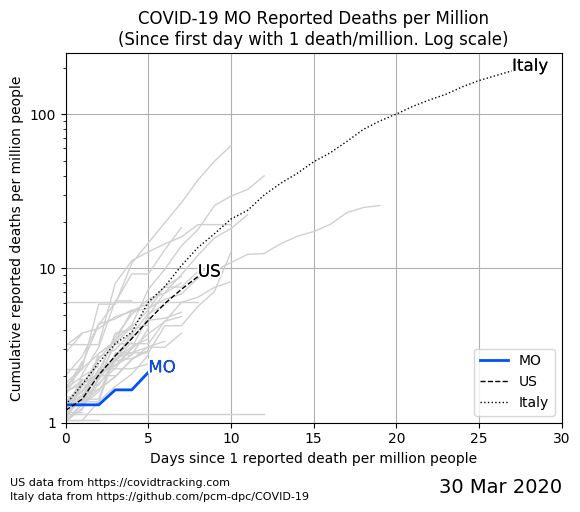 COVID-19 MO Reported Deaths per Million
(Since first day with 1 death/million. Log scale)
Cumulative reported deaths per million people
100
10
1
Italy
US
MO
MO
US
Italy
0 5 10 15 20 25 30
Days since 1 reported death per million people
US data from https://covidtracking.com
Italy data from https://github.com/pcm-dpc/COVID-19
30 Mar 2020